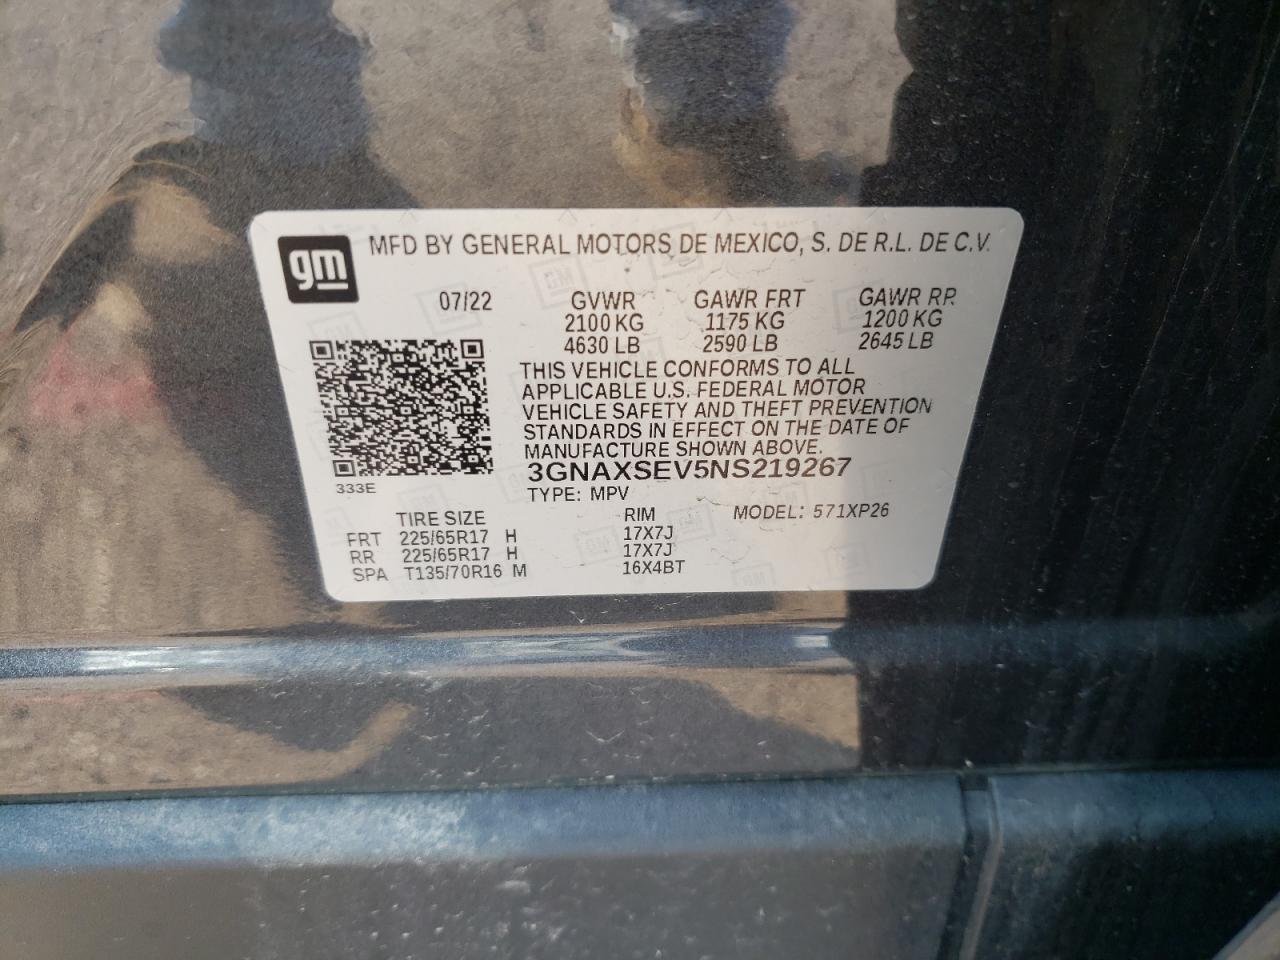 gm
MFD BY GENERAL MOTORS DE MEXICO, S. DE R.L. DE C.V.
07/22 GVWR GAWR FRT GAWR RR
2100 KG 1175 KG 1200 KG
4630 LB 2590 LB 2645 LB
THIS VEHICLE CONFORMS TO ALL
APPLICABLE U.S. FEDERAL MOTOR
VEHICLE SAFETY AND THEFT PREVENTION
STANDARDS IN EFFECT ON THE DATE OF
MANUFACTURE SHOWN ABOVE.
3GNAXSEV5NS219267
333E
TYPE: MPV MODEL: 571XP26
TIRE SIZE RIM
FRT 225/65R17 H 17X7J
RR 225/65R17 H 17X7J
SPA T135/70R16 M 16X4BT